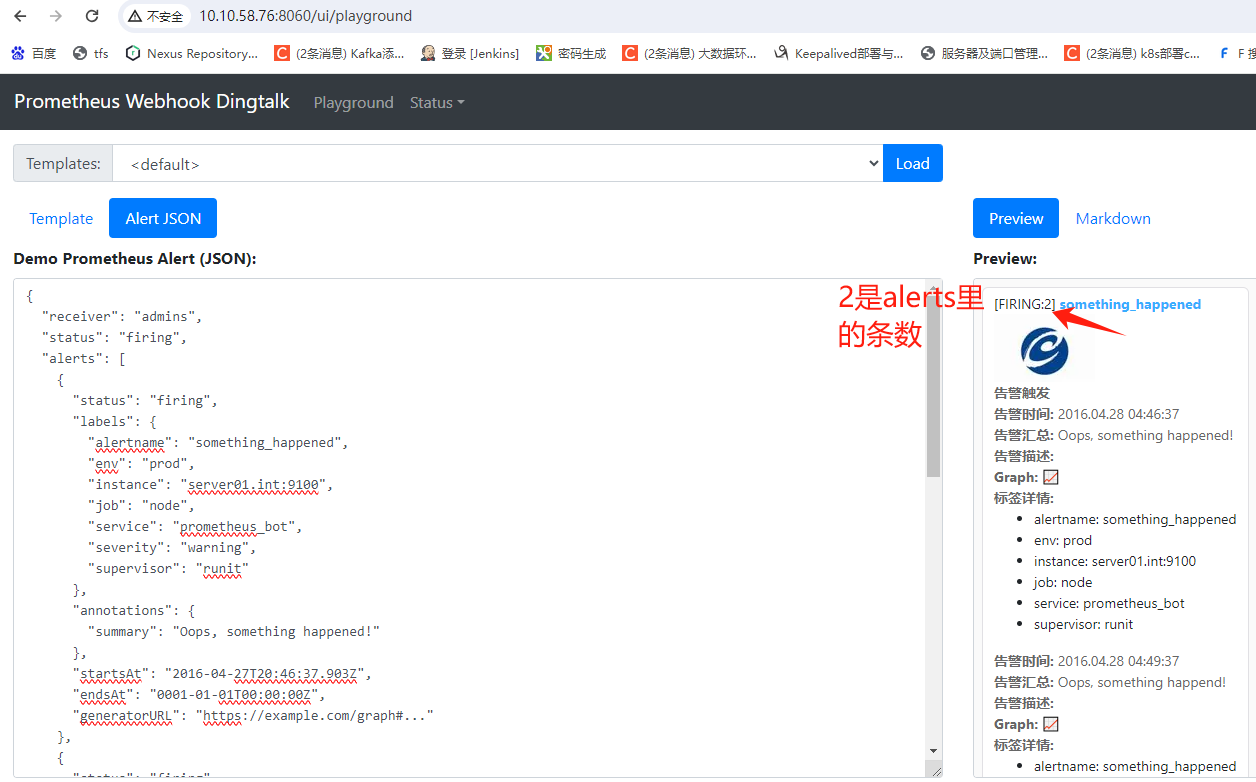 不安全 10.10.58.76:8060/ui/playground
百度 tfs Nexus Repository... (2条消息) Kafka添... 登录 [Jenkins] 密码生成 (2条消息) 大数据环... Keepalived部署与... 服务器及端口管理... (2条消息) k8s部署c... F 搜
Prometheus Webhook Dingtalk Playground Status
Templates: <default> Load
Template Alert JSON
Demo Prometheus Alert (JSON):
{
"receiver": "admins",
"status": "firing",
"alerts": [
{
"status": "firing",
"labels": {
"alertname": "something_happened",
"env": "prod",
"instance": "server01.int:9100",
"job": "node",
"service": "prometheus_bot",
"severity": "warning",
"supervisor": "runit"
},
"annotations": {
"summary": "Oops, something happened!"
},
"startsAt": "2016-04-27T20:46:37.903Z",
"endsAt": "0001-01-01T00:00:00Z",
"generatorURL": "https://example.com/graph#..."
},
{
"status": "firing"
2是alerts里
的条数
Preview Markdown
Preview:
[FIRING:2] something_happened
告警触发
告警时间: 2016.04.28 04:46:37
告警汇总: Oops, something happened!
告警描述:
Graph:
标签详情:
alertname: something_happened
env: prod
instance: server01.int:9100
job: node
service: prometheus_bot
supervisor: runit
告警时间: 2016.04.28 04:49:37
告警汇总: Oops, something happend!
告警描述:
Graph:
标签详情:
alertname: something_happened